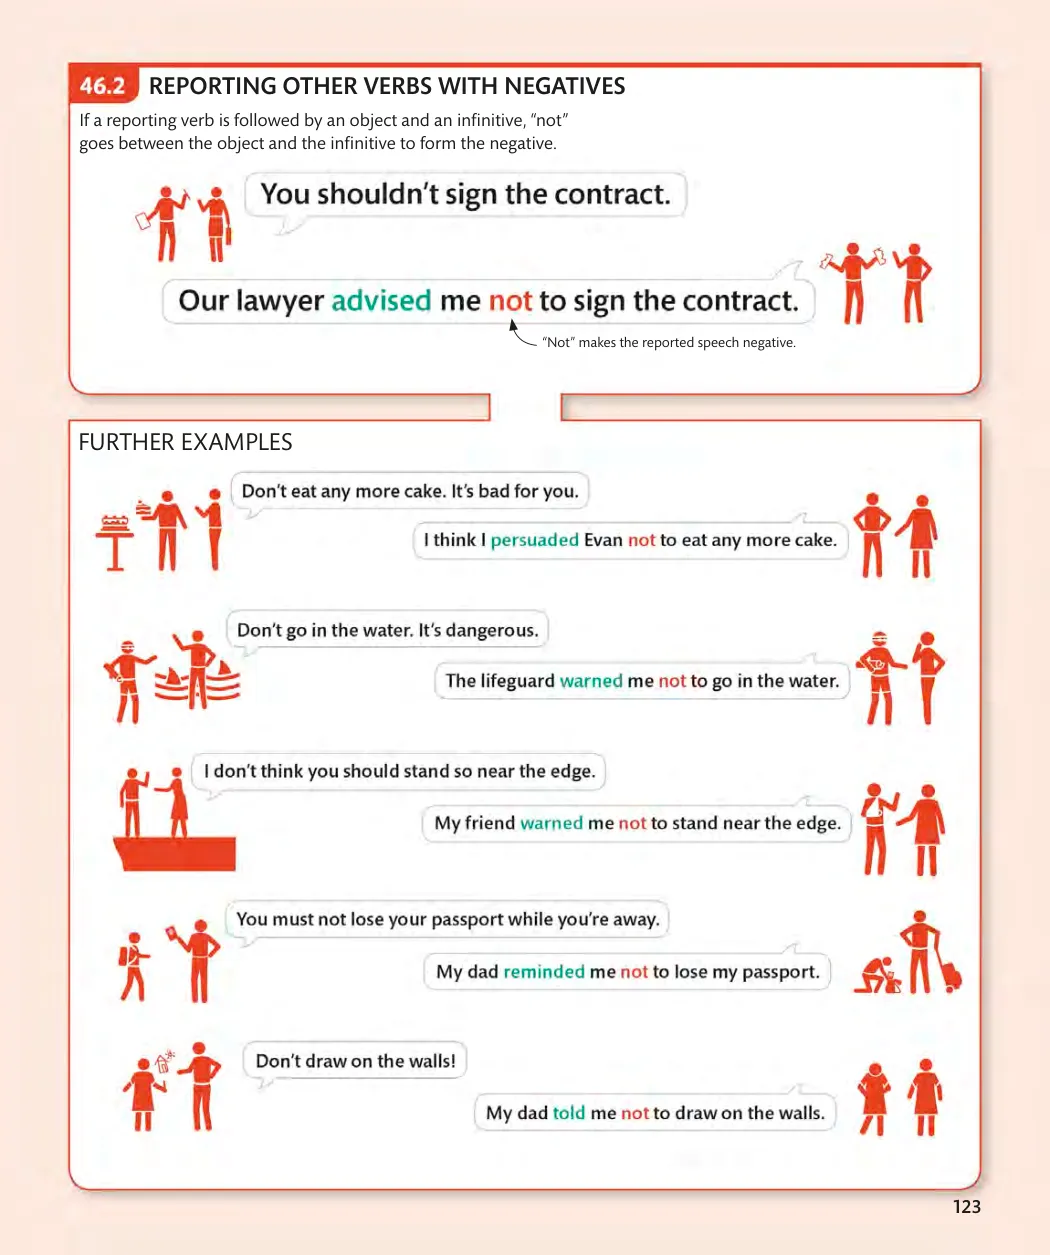 46.2 REPORTING OTHER VERBS WITH NEGATIVES
If a reporting verb is followed by an object and an infinitive, “not”
goes between the object and the infinitive to form the negative.
You shouldn’t sign the contract.
Our lawyer advised me not to sign the contract.
“Not” makes the reported speech negative.
FURTHER EXAMPLES
Don’t eat any more cake. It’s bad for you.
I think I persuaded Evan not to eat any more cake.
Don’t go in the water. It’s dangerous.
The lifeguard warned me not to go in the water.
I don’t think you should stand so near the edge.
My friend warned me not to stand near the edge.
You must not lose your passport while you’re away.
My dad reminded me not to lose my passport.
Don’t draw on the walls!
My dad told me not to draw on the walls.
123